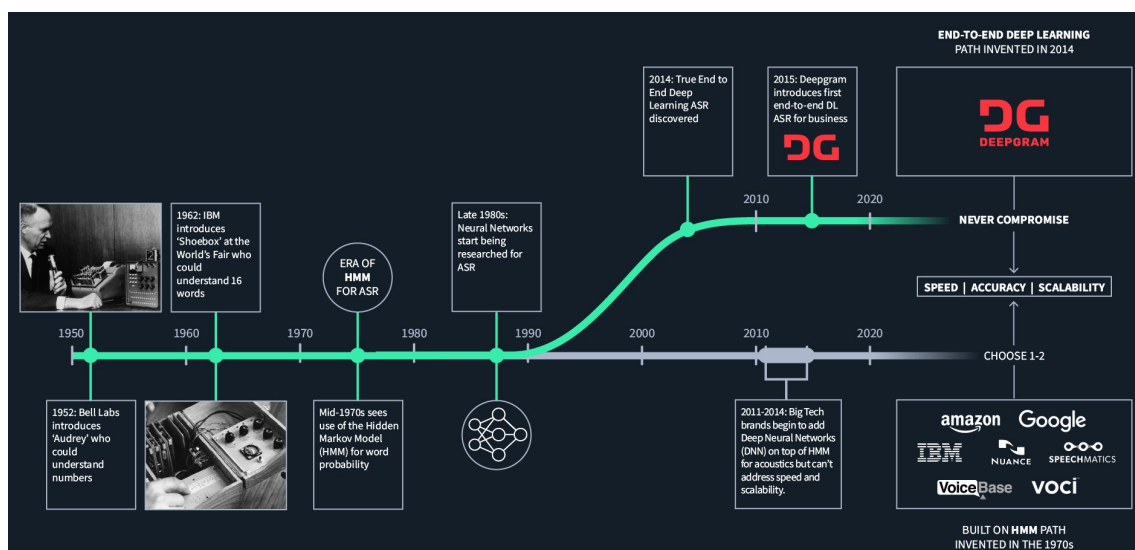 END-TO-END DEEP LEARNING
PATH INVENTED IN 2014
2014: True End to
End Deep
Learning ASR
discovered
2015: Deepgram
introduces first
end-to-end DL
ASR for business
DG
DG
DEEPGRAM
1962: IBM
introduces
‘Shoebox’ at the
World's Fair who
could
understand 16
words
ERA OF
HMM
FOR ASR
Late 1980s:
Neural Networks
start being
researched for
ASR
2010
2020
NEVER COMPROMISE
SPEED | ACCURACY | SCALABILITY
1950
1960
1970
1980
1990
2000
2010
2020
CHOOSE 1-2
1952: Bell Labs
introduces
‘Audrey’ who
could
understand
numbers
Mid-1970s sees
use of the Hidden
Markov Model
(HMM) for word
probability
2011-2014: Big Tech
brands begin to add
Deep Neural Networks
(DNN) on top of HMM
for acoustics but can't
address speed and
scalability.
amazon Google
IBM NUANCE SPEECHMATICS
VoiceBase VOCi
BUILT ON HMM PATH
INVENTED IN THE 1970s